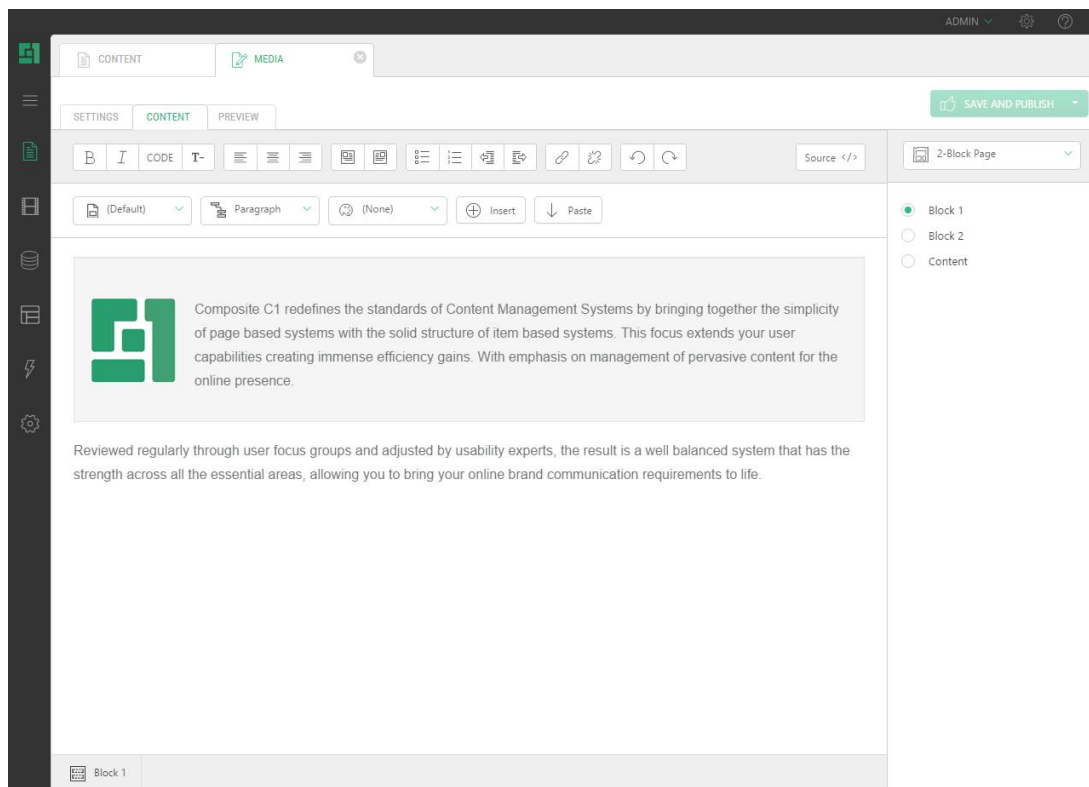 ADMIN
CONTENT
MEDIA
SETTINGS
CONTENT
PREVIEW
SAVE AND PUBLISH
B
I
CODE
T-
Source </>
2-Block Page
(Default)
Paragraph
(None)
Insert
Paste
Block 1
Block 2
Content
Composite C1 redefines the standards of Content Management Systems by bringing together the simplicity
of page based systems with the solid structure of item based systems. This focus extends your user
capabilities creating immense efficiency gains. With emphasis on management of pervasive content for the
online presence.
Reviewed regularly through user focus groups and adjusted by usability experts, the result is a well balanced system that has the
strength across all the essential areas, allowing you to bring your online brand communication requirements to life.
Block 1